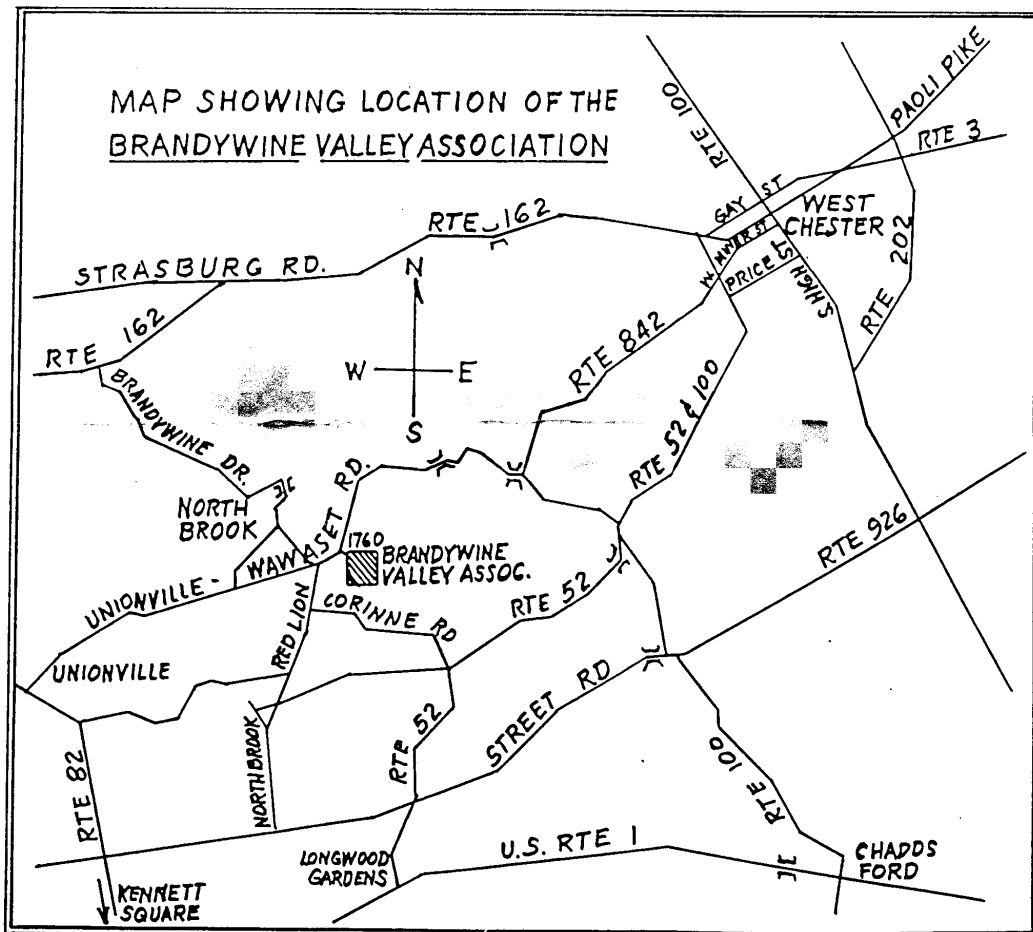 MAP SHOWING LOCATION OF THE
BRANDYWINE VALLEY ASSOCIATION
RTE 100
PAOLI PIKE
RTE 3
GAY ST
WEST
CHESTER
RTE 162
W. MINER ST
PRICE ST
S. HIGH ST
RTE 202
STRASBURG RD.
N
W
E
S
RTE 162
RTE 842
BRANDYWINE DR.
RTE 52 & 100
NORTH
BROOK
UNIONVILLE - WAWASET RD.
1760
BRANDYWINE
VALLEY ASSOC.
RTE 926
RED LION
CORINNE RD
RTE 52
UNIONVILLE
STREET RD
RTE 52
RTE 82
NORTHBROOK
RTE 100
LONGWOOD
GARDENS
U.S. RTE 1
CHADDS
FORD
KENNETT
SQUARE